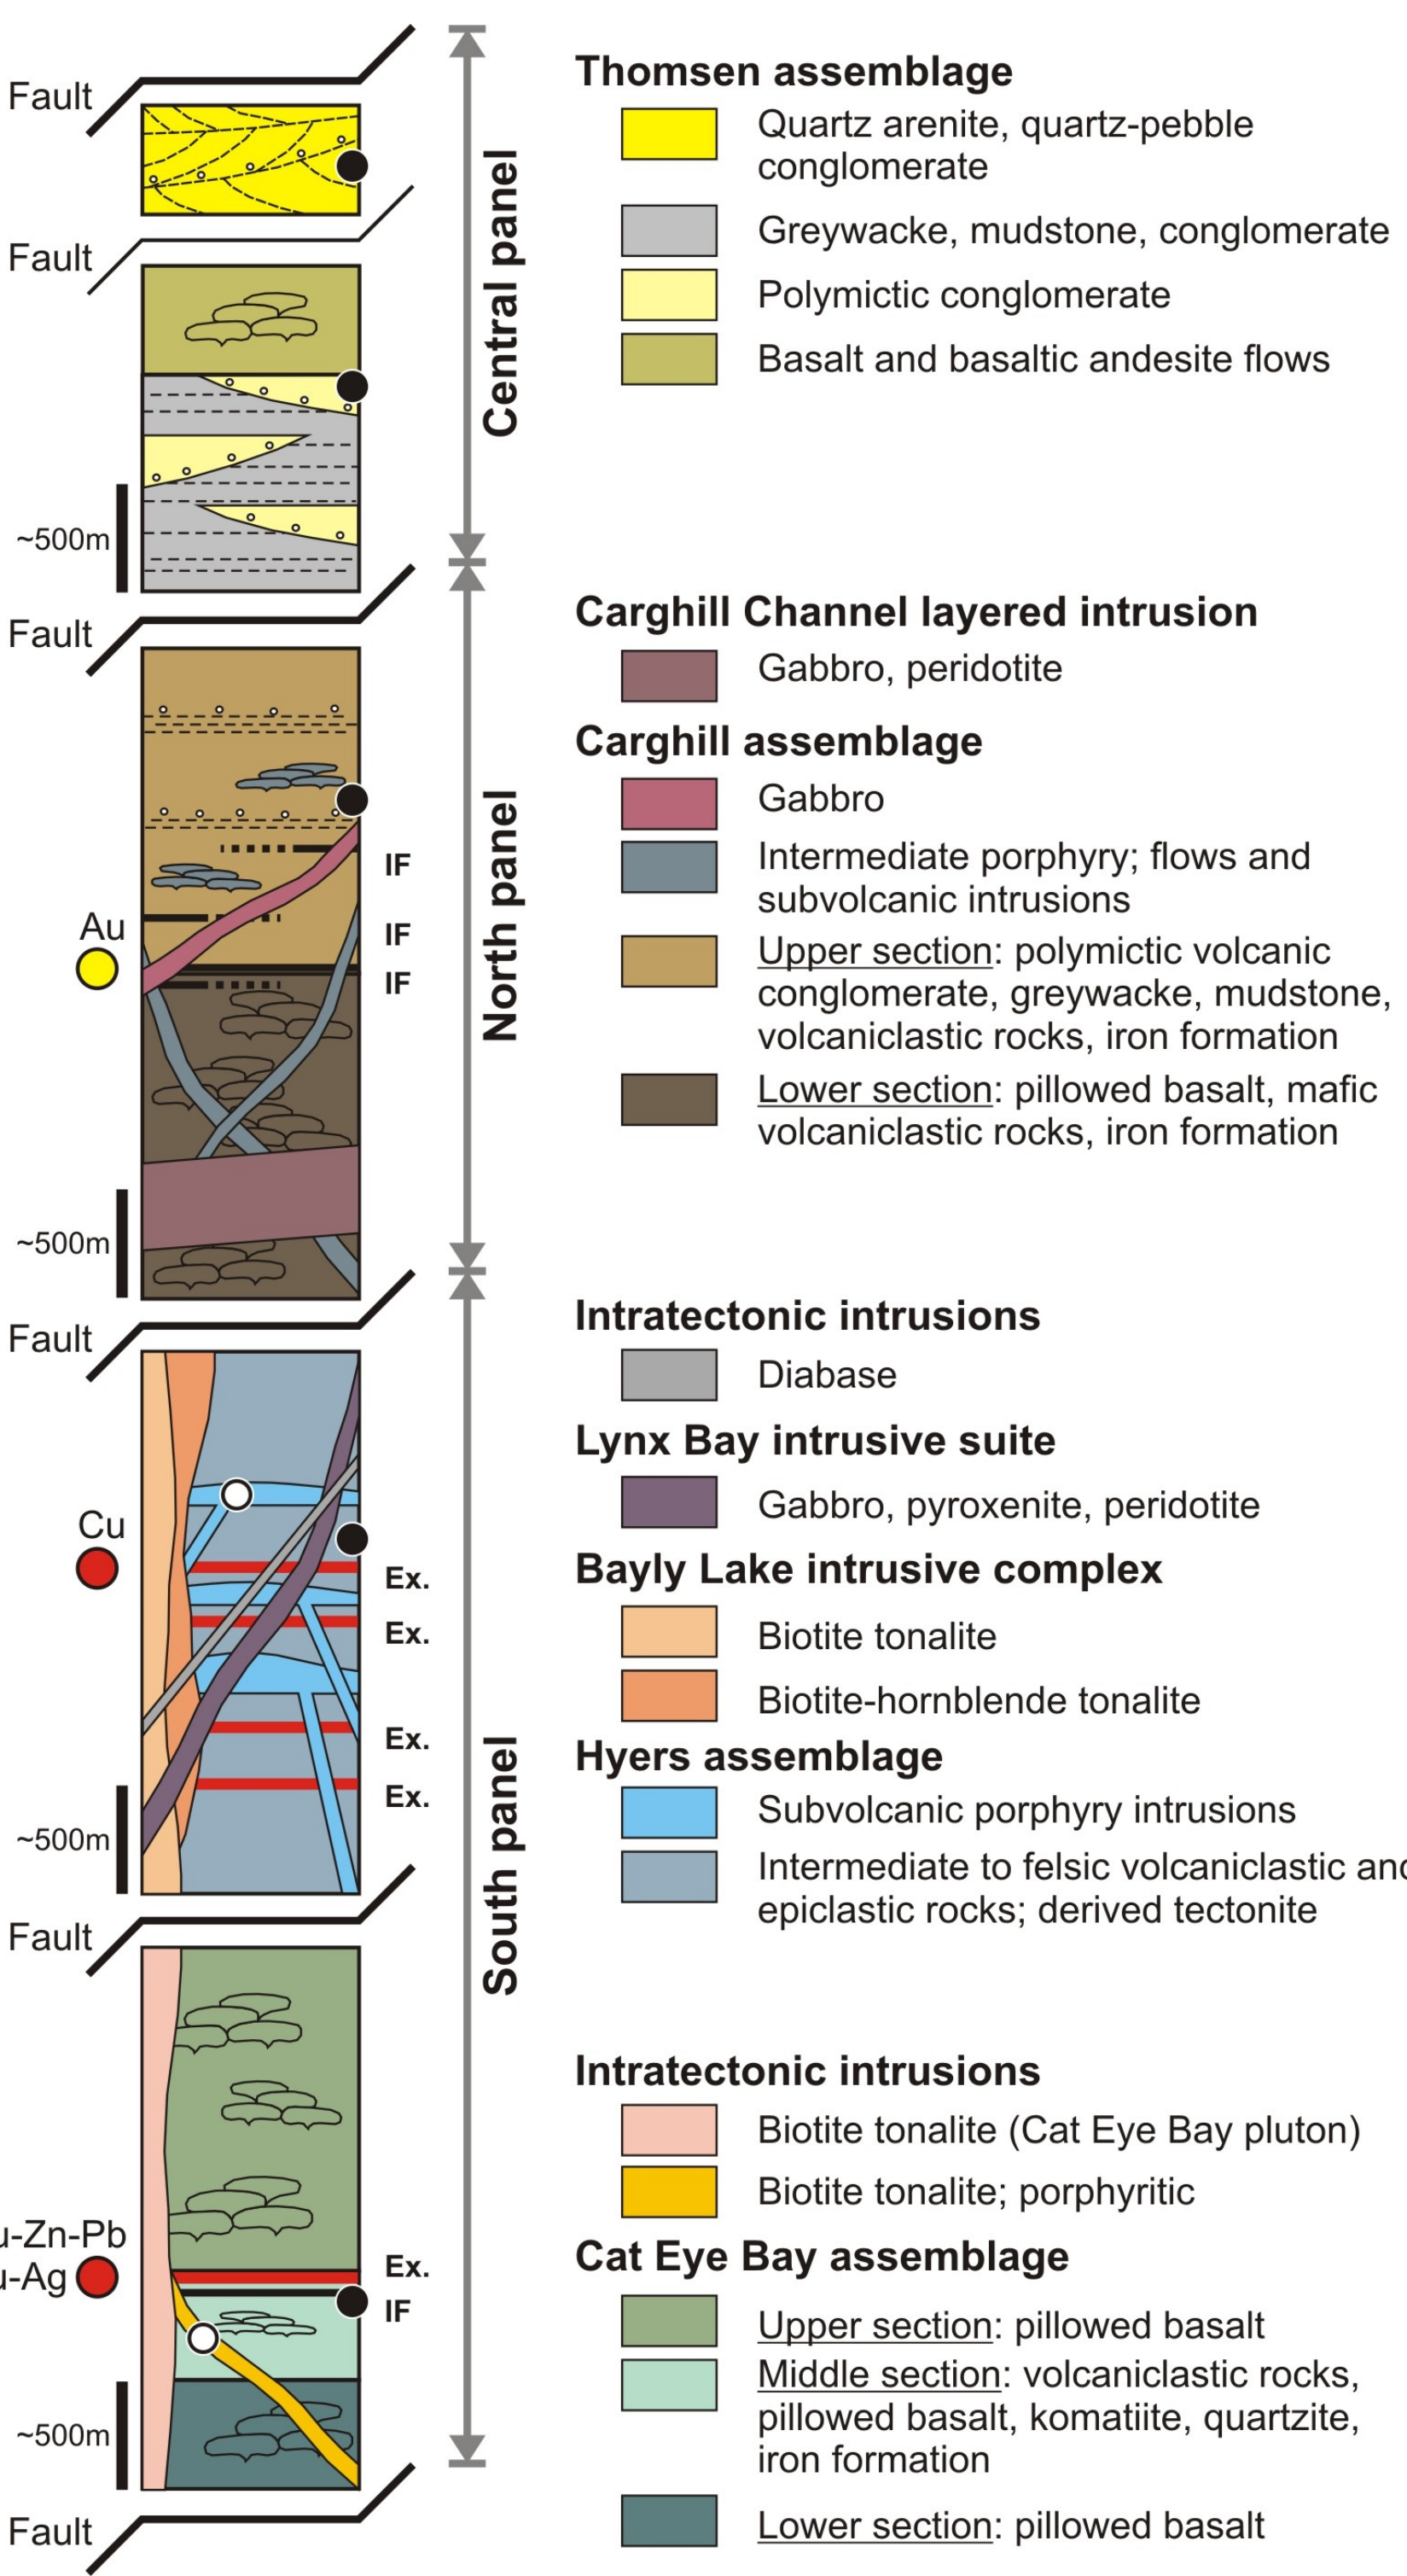 Fault
Fault
~500m
Central panel
Thomsen assemblage
Quartz arenite, quartz-pebble
conglomerate
Greywacke, mudstone, conglomerate
Polymictic conglomerate
Basalt and basaltic andesite flows
Fault
Au
IF
IF
IF
~500m
North panel
Carghill Channel layered intrusion
Gabbro, peridotite
Carghill assemblage
Gabbro
Intermediate porphyry; flows and
subvolcanic intrusions
Upper section: polymictic volcanic
conglomerate, greywacke, mudstone,
volcaniclastic rocks, iron formation
Lower section: pillowed basalt, mafic
volcaniclastic rocks, iron formation
Fault
Cu
Ex.
Ex.
Ex.
Ex.
~500m
South panel
Intratectonic intrusions
Diabase
Lynx Bay intrusive suite
Gabbro, pyroxenite, peridotite
Bayly Lake intrusive complex
Biotite tonalite
Biotite-hornblende tonalite
Hyers assemblage
Subvolcanic porphyry intrusions
Intermediate to felsic volcaniclastic
epiclastic rocks; derived tectonite
Fault
u-Zn-Pb
u-Ag
Ex.
IF
~500m
Intratectonic intrusions
Biotite tonalite (Cat Eye Bay pluton)
Biotite tonalite; porphyritic
Cat Eye Bay assemblage
Upper section: pillowed basalt
Middle section: volcaniclastic rocks,
pillowed basalt, komatiite, quartzite,
iron formation
Lower section: pillowed basalt
Fault